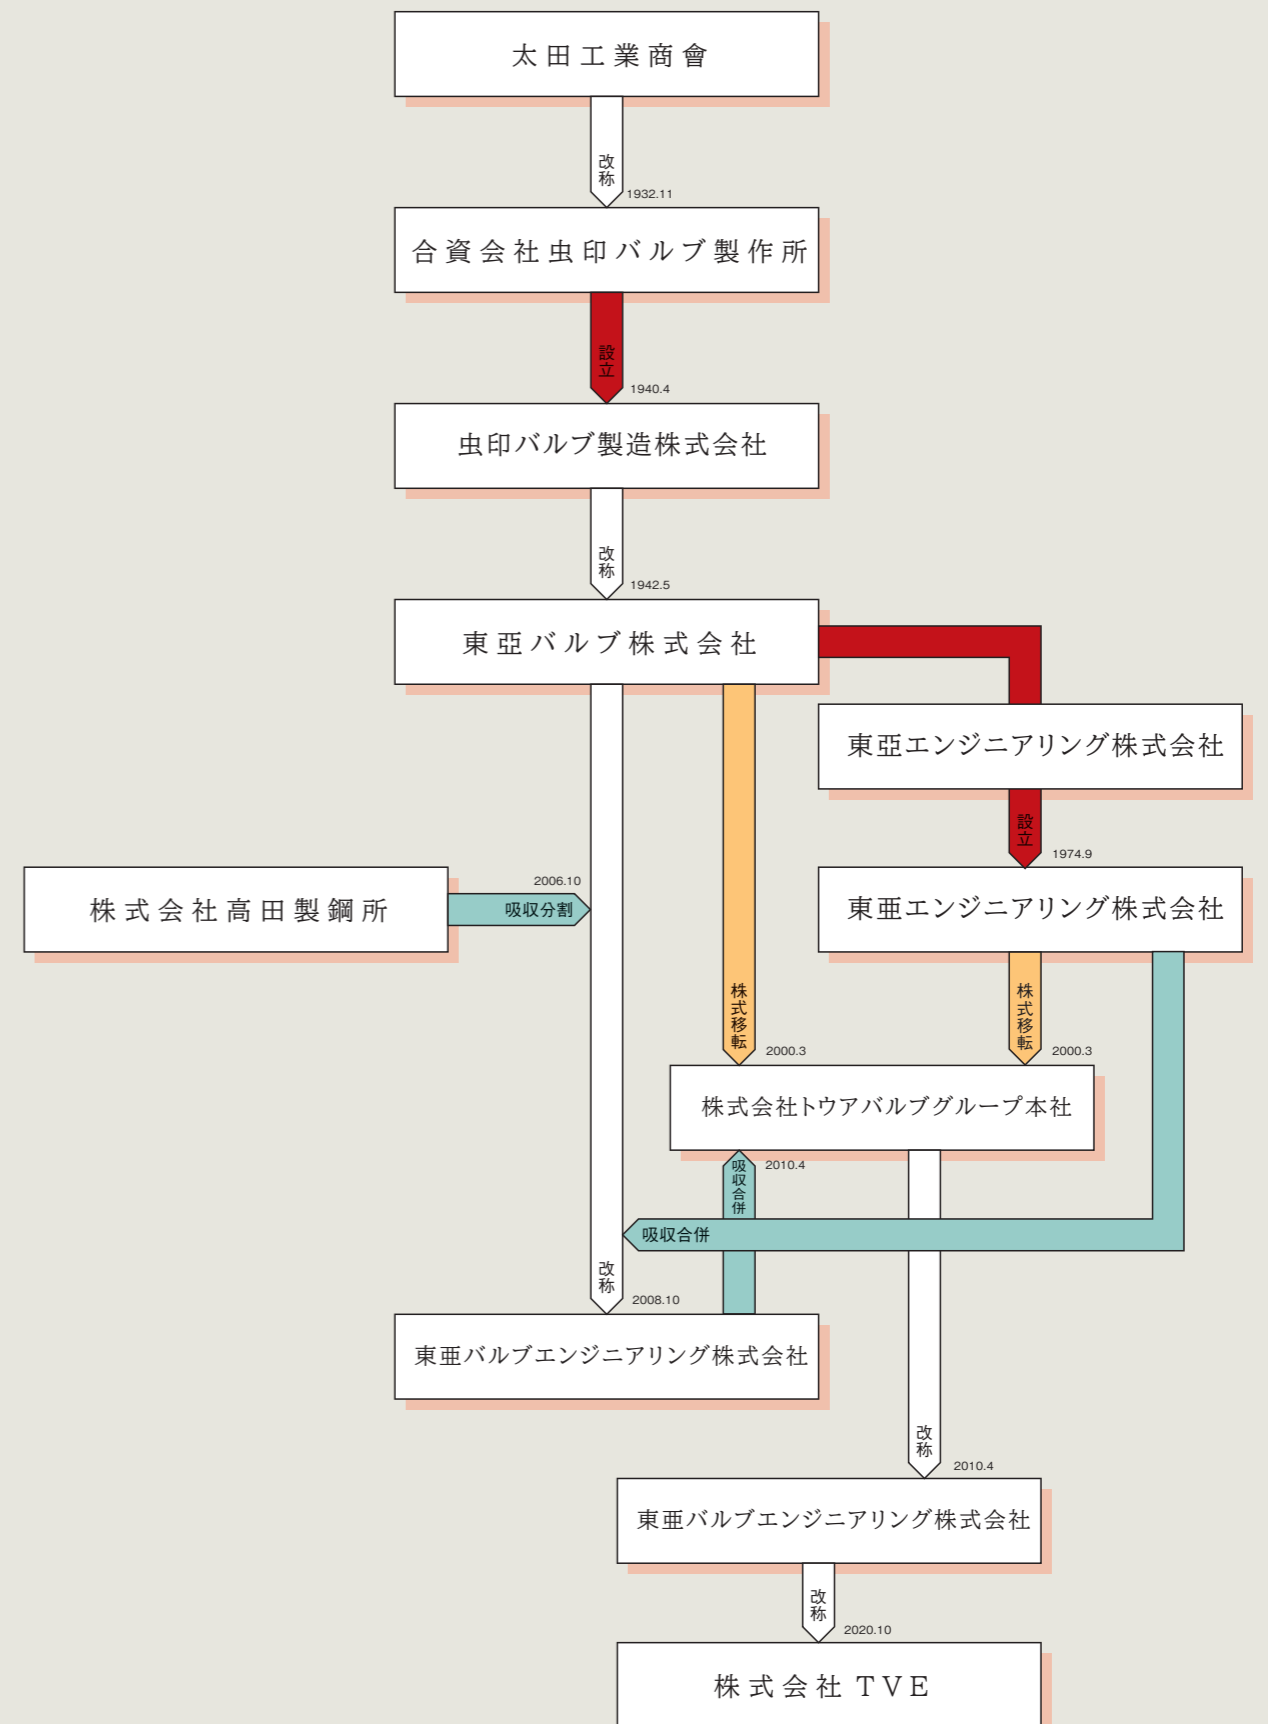 太田工業商會
改称
1932.11
合資会社虫印バルブ製作所
設立
1940.4
虫印バルブ製造株式会社
改称
1942.5
東亞バルブ株式会社
東亞エンジニアリング株式会社
設立
1974.9
株式会社高田製鋼所
2006.10
吸収分割
東亜エンジニアリング株式会社
株式移転
2000.3
株式移転
2000.3
株式会社トウアバルブグループ本社
吸収合併
2010.4
吸収合併
改称
2008.10
東亜バルブエンジニアリング株式会社
改称
2010.4
東亜バルブエンジニアリング株式会社
改称
2020.10
株式会社 TVE